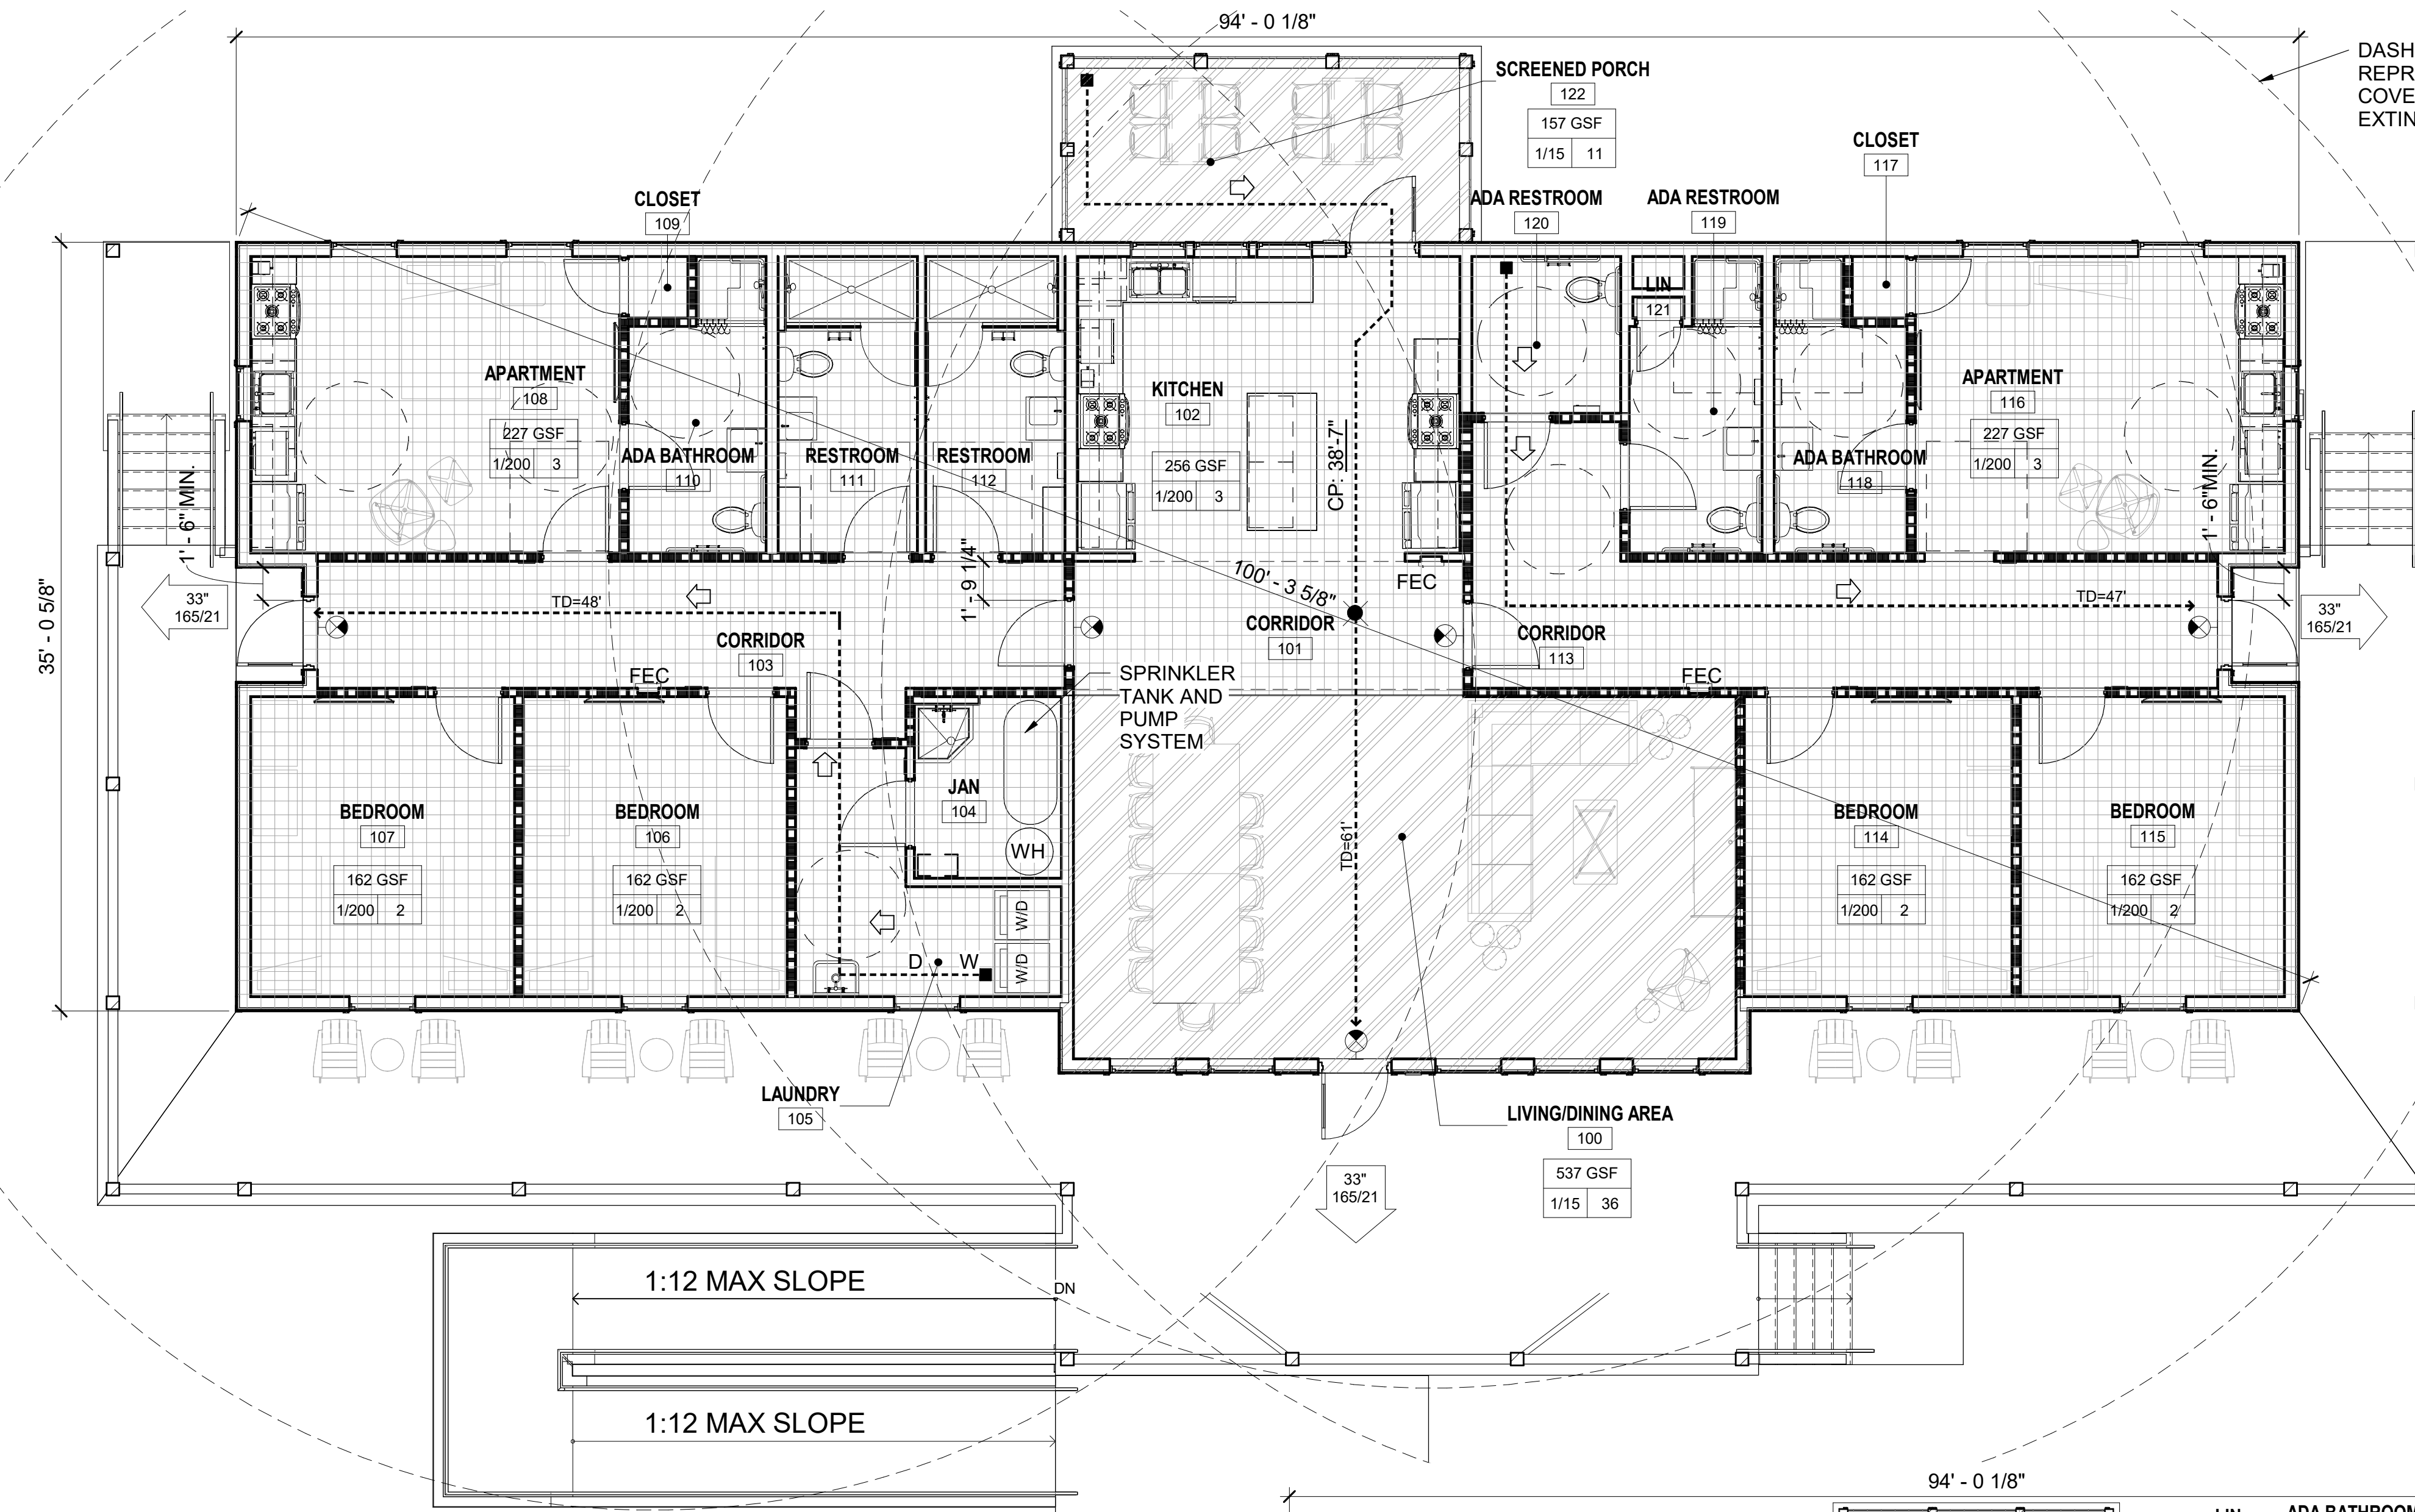 94' - 0 1/8"
DASH
REPR
COVE
EXTIN
SCREENED PORCH
122
157 GSF
1/15 11
CLOSET
117
CLOSET
109
ADA RESTROOM
120
ADA RESTROOM
119
LIN
121
APARTMENT
108
227 GSF
1/200 3
ADA BATHROOM
110
RESTROOM
111
RESTROOM
112
KITCHEN
102
256 GSF
1/200 3
CP: 38'-7"
APARTMENT
116
227 GSF
1/200 3
ADA BATHROOM
118
1' - 6" MIN.
1' - 6"MIN.
35' - 0 5/8"
33"
165/21
TD=48'
1' - 9 1/4"
100' - 3 5/8"
FEC
TD=47'
33"
165/21
CORRIDOR
103
CORRIDOR
101
CORRIDOR
113
FEC
FEC
SPRINKLER
TANK AND
PUMP
SYSTEM
JAN
104
WH
BEDROOM
107
162 GSF
1/200 2
BEDROOM
106
162 GSF
1/200 2
TD=61'
BEDROOM
114
162 GSF
1/200 2
BEDROOM
115
162 GSF
1/200 2
W/D
W/D
D W
LAUNDRY
105
LIVING/DINING AREA
100
537 GSF
1/15 36
33"
165/21
1:12 MAX SLOPE
DN
1:12 MAX SLOPE
94' - 0 1/8"
LIN
ADA BATHROOM